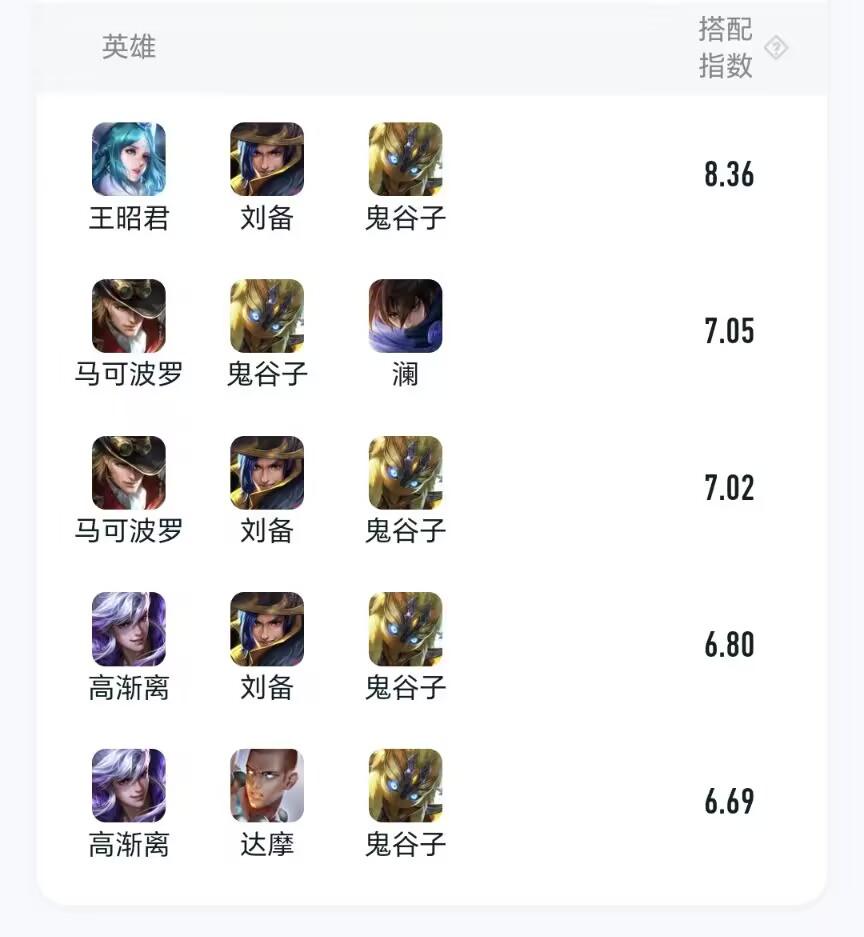 英雄
搭配
指数
?
王昭君 刘备 鬼谷子 8.36
马可波罗 鬼谷子 澜 7.05
马可波罗 刘备 鬼谷子 7.02
高渐离 刘备 鬼谷子 6.80
高渐离 达摩 鬼谷子 6.69